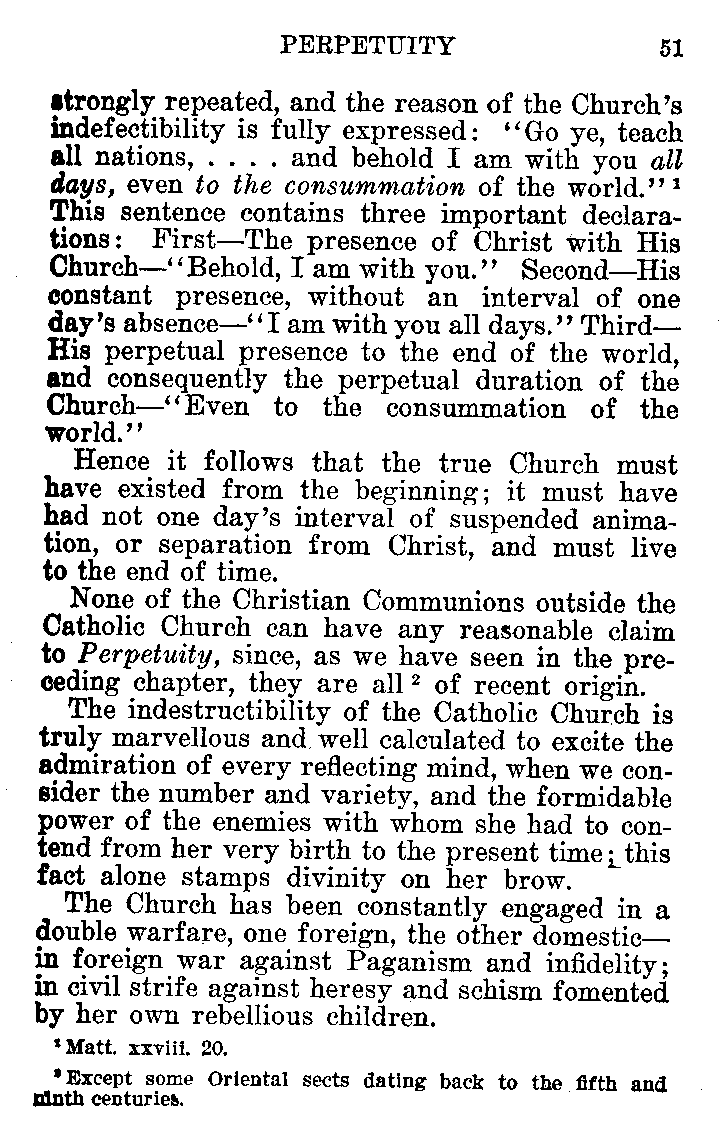 PERPETUITY 51
strongly repeated, and the reason of the Church's
indefectibility is fully expressed: "Go ye, teach
all nations, . . . . and behold I am with you all
days, even to the consummation of the world." ¹
This sentence contains three important declara-
tions: First—The presence of Christ with His
Church—"Behold, I am with you." Second—His
constant presence, without an interval of one
day's absence—"I am with you all days." Third—
His perpetual presence to the end of the world,
and consequently the perpetual duration of the
Church—"Even to the consummation of the
world."
Hence it follows that the true Church must
have existed from the beginning; it must have
had not one day's interval of suspended anima-
tion, or separation from Christ, and must live
to the end of time.
None of the Christian Communions outside the
Catholic Church can have any reasonable claim
to Perpetuity, since, as we have seen in the pre-
ceding chapter, they are all ² of recent origin.
The indestructibility of the Catholic Church is
truly marvellous and well calculated to excite the
admiration of every reflecting mind, when we con-
sider the number and variety, and the formidable
power of the enemies with whom she had to con-
tend from her very birth to the present time; this
fact alone stamps divinity on her brow.
The Church has been constantly engaged in a
double warfare, one foreign, the other domestic—
in foreign war against Paganism and infidelity;
in civil strife against heresy and schism fomented
by her own rebellious children.
¹ Matt. xxviii. 20.
² Except some Oriental sects dating back to the fifth and
ninth centuries.